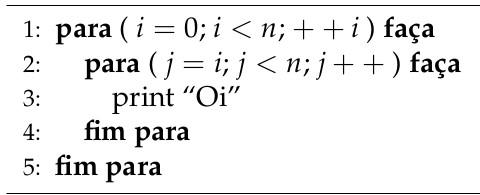 1: para ( i = 0; i < n; + + i ) faça
2: para ( j = i; j < n; j + + ) faça
3: print “Oi”
4: fim para
5: fim para